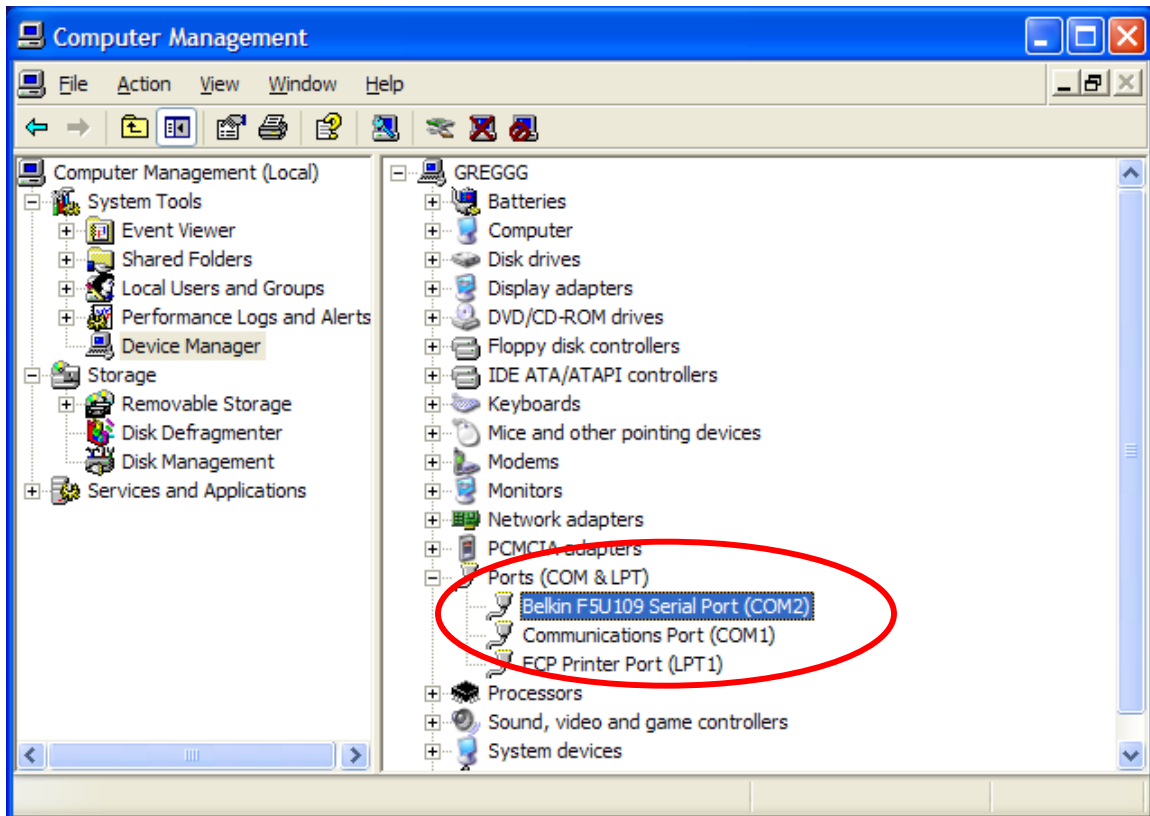 Computer Management
File Action View Window Help
Computer Management (Local)
System Tools
Event Viewer
Shared Folders
Local Users and Groups
Performance Logs and Alerts
Device Manager
Storage
Removable Storage
Disk Defragmenter
Disk Management
Services and Applications
GREGGG
Batteries
Computer
Disk drives
Display adapters
DVD/CD-ROM drives
Floppy disk controllers
IDE ATA/ATAPI controllers
Keyboards
Mice and other pointing devices
Modems
Monitors
Network adapters
PCMCIA adapters
Ports (COM & LPT)
Belkin F5U109 Serial Port (COM2)
Communications Port (COM1)
ECP Printer Port (LPT1)
Processors
Sound, video and game controllers
System devices